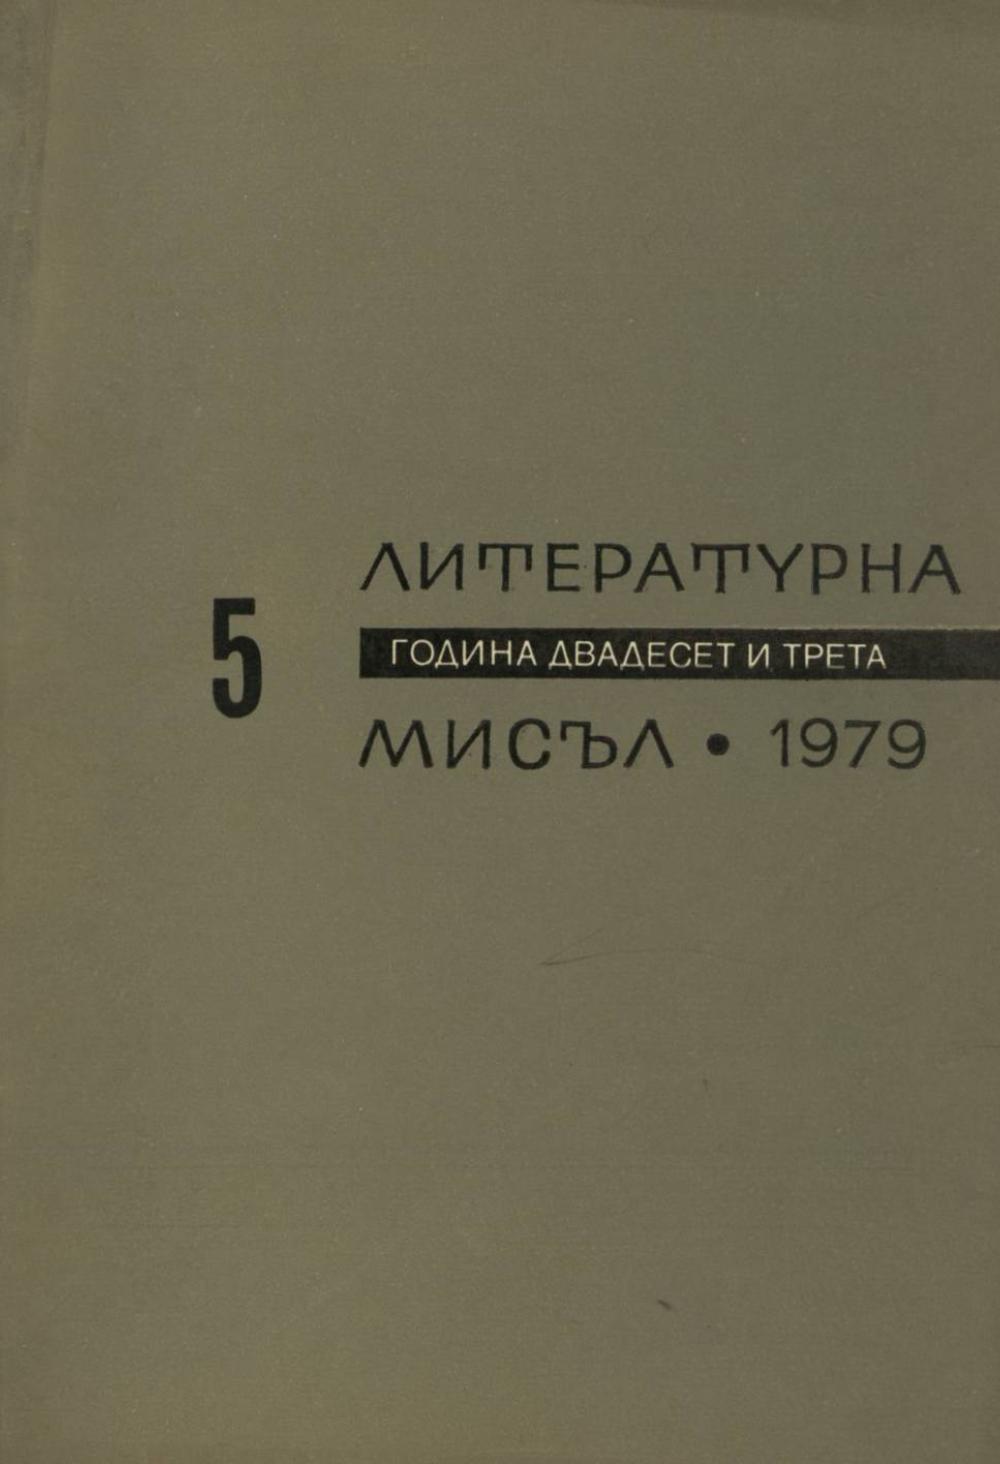 5
ЛИТЕРАТУРНА
ГОДИНА ДВАДЕСЕТ И ТРЕТА
МИСЪЛ • 1979